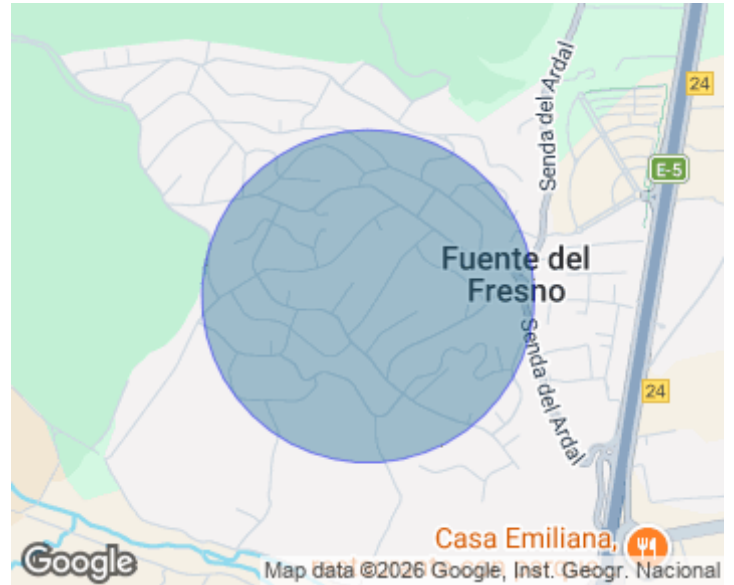 Senda del Ardal
24
E-5
Fuente del
Fresno
Senda del Ardal
24
Casa Emiliana,
Google
Map data ©2026 Google, Inst. Geogr. Nacional